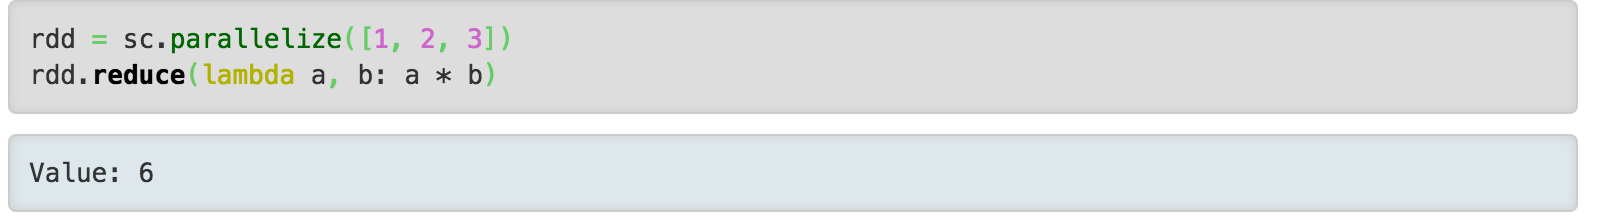 rdd = sc.parallelize([1, 2, 3])
rdd.reduce(lambda a, b: a * b)
Value: 6